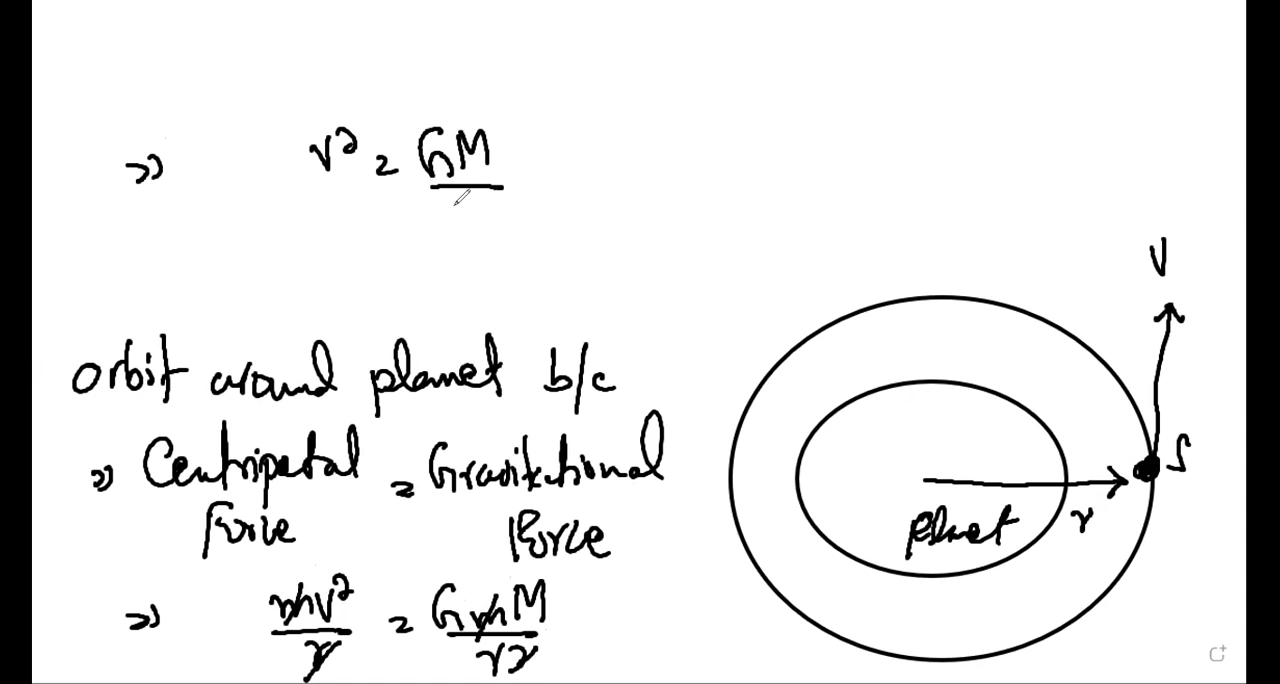 => v² = GM
V
orbit around planet b/c
=> Centripetal = Gravitational
Force Force
=> mv²/r = GmM/r²
S
planet r